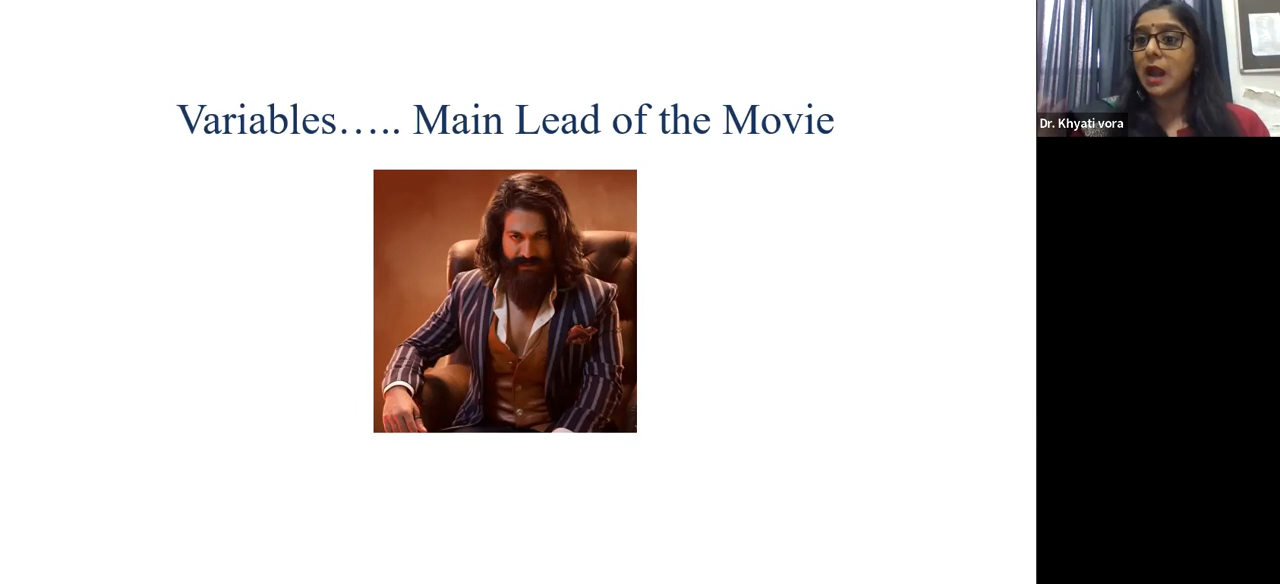 Variables….. Main Lead of the Movie
Dr. Khyati vora